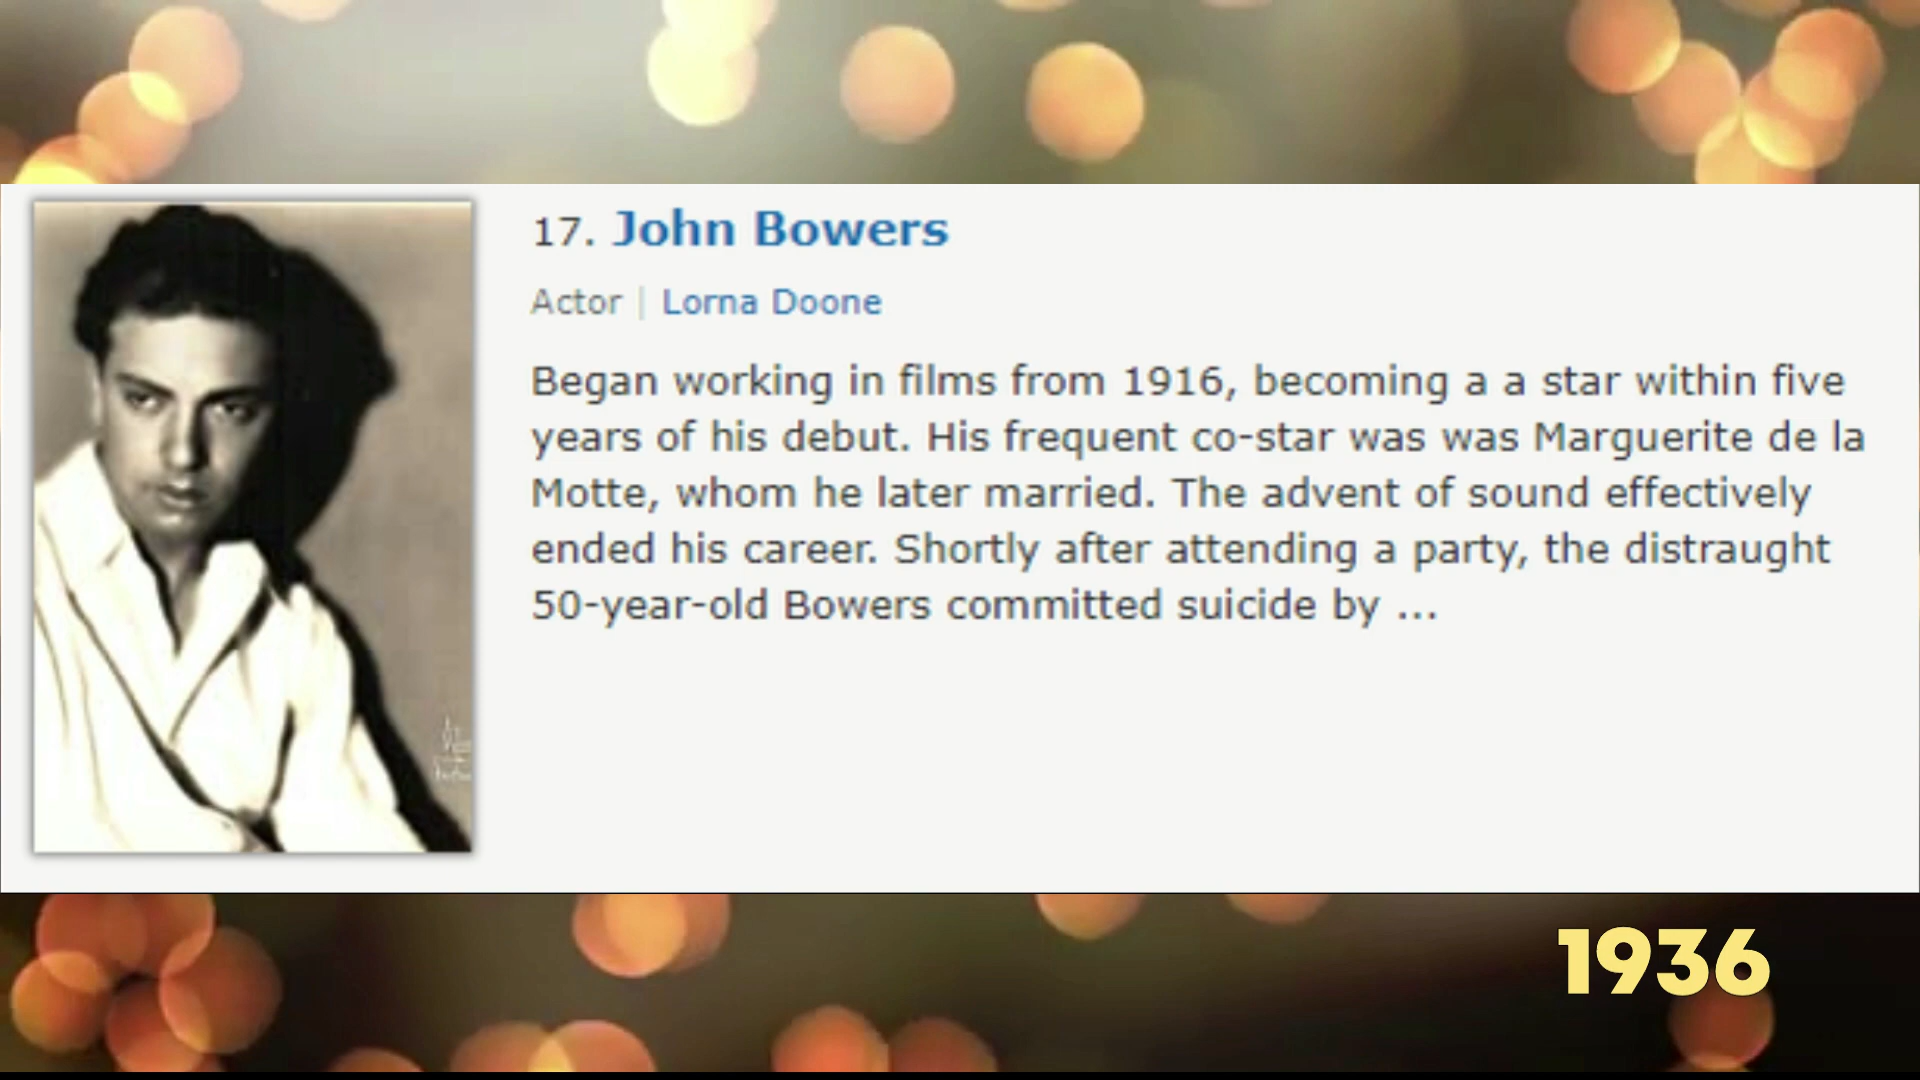 17. John Bowers
Actor | Lorna Doone
Began working in films from 1916, becoming a a star within five
years of his debut. His frequent co-star was was Marguerite de la
Motte, whom he later married. The advent of sound effectively
ended his career. Shortly after attending a party, the distraught
50-year-old Bowers committed suicide by ...
1936